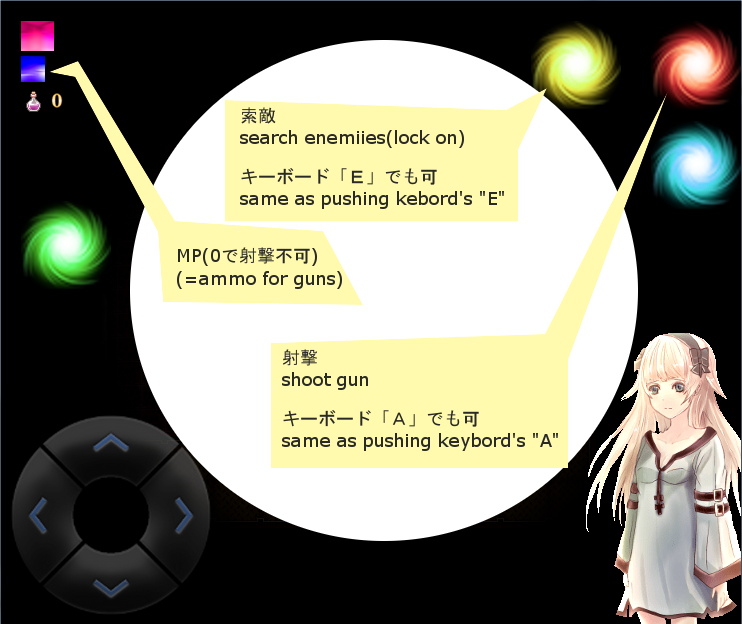 0
索敵
search enemiies(lock on)
キーボード「E」でも可
same as pushing kebord's "E"
MP(0で射撃不可)
(=ammo for guns)
射撃
shoot gun
キーボード「A」でも可
same as pushing keybord's "A"